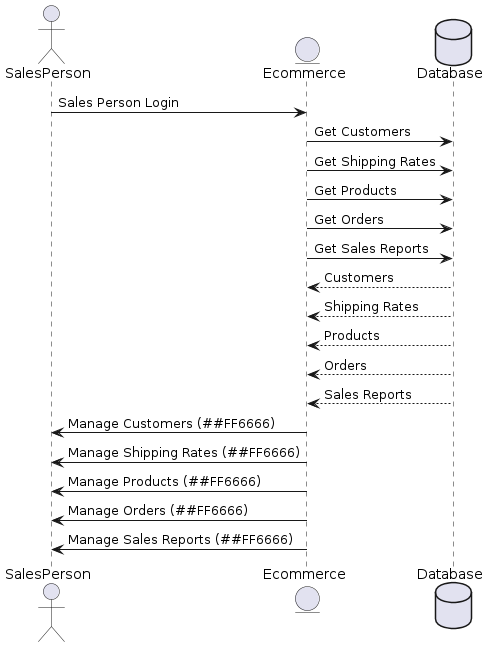 SalesPerson
Ecommerce
Database
Sales Person Login
Get Customers
Get Shipping Rates
Get Products
Get Orders
Get Sales Reports
Customers
Shipping Rates
Products
Orders
Sales Reports
Manage Customers (##FF6666)
Manage Shipping Rates (##FF6666)
Manage Products (##FF6666)
Manage Orders (##FF6666)
Manage Sales Reports (##FF6666)
SalesPerson
Ecommerce
Database